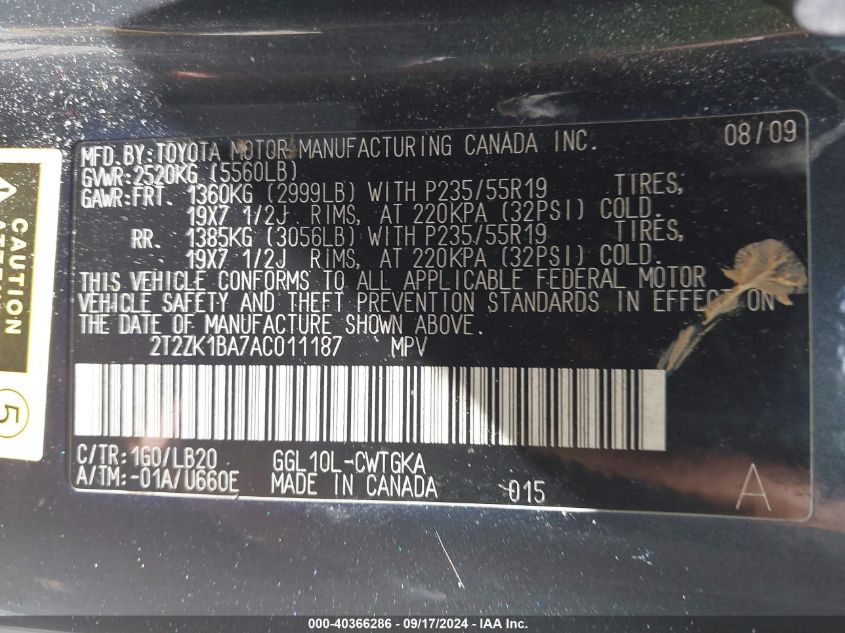 MFD.BY:TOYOTA MOTOR MANUFACTURING CANADA INC. 08/09
GVWR:2520KG (5560LB)
GAWR:FRT. 1360KG (2999LB) WITH P235/55R19 TIRES,
19X7 1/2J RIMS, AT 220KPA (32PSI) COLD.
RR. 1385KG (3056LB) WITH P235/55R19 TIRES,
19X7 1/2J RIMS, AT 220KPA (32PSI) COLD.
THIS VEHICLE CONFORMS TO ALL APPLICABLE FEDERAL MOTOR
VEHICLE SAFETY AND THEFT PREVENTION STANDARDS IN EFFECT ON
THE DATE OF MANUFACTURE SHOWN ABOVE.
2T2ZK1BA7AC011187 MPV
C/TR:1G0/LB20 GGL10L-CWTGKA
A/TM:-01A/U660E MADE IN CANADA 015 A
CAUTION
5
000-40366286 - 09/17/2024 - IAA Inc.